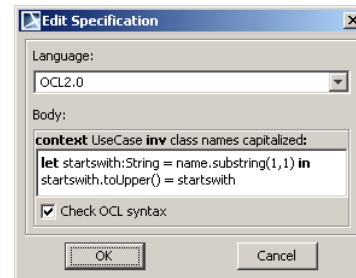 Edit Specification
Language:
OCL2.0
Body:
context UseCase inv class names capitalized:
let startswith:String = name.substring(1,1) in
startswith.toUpper() = startswith
Check OCL syntax
OK
Cancel